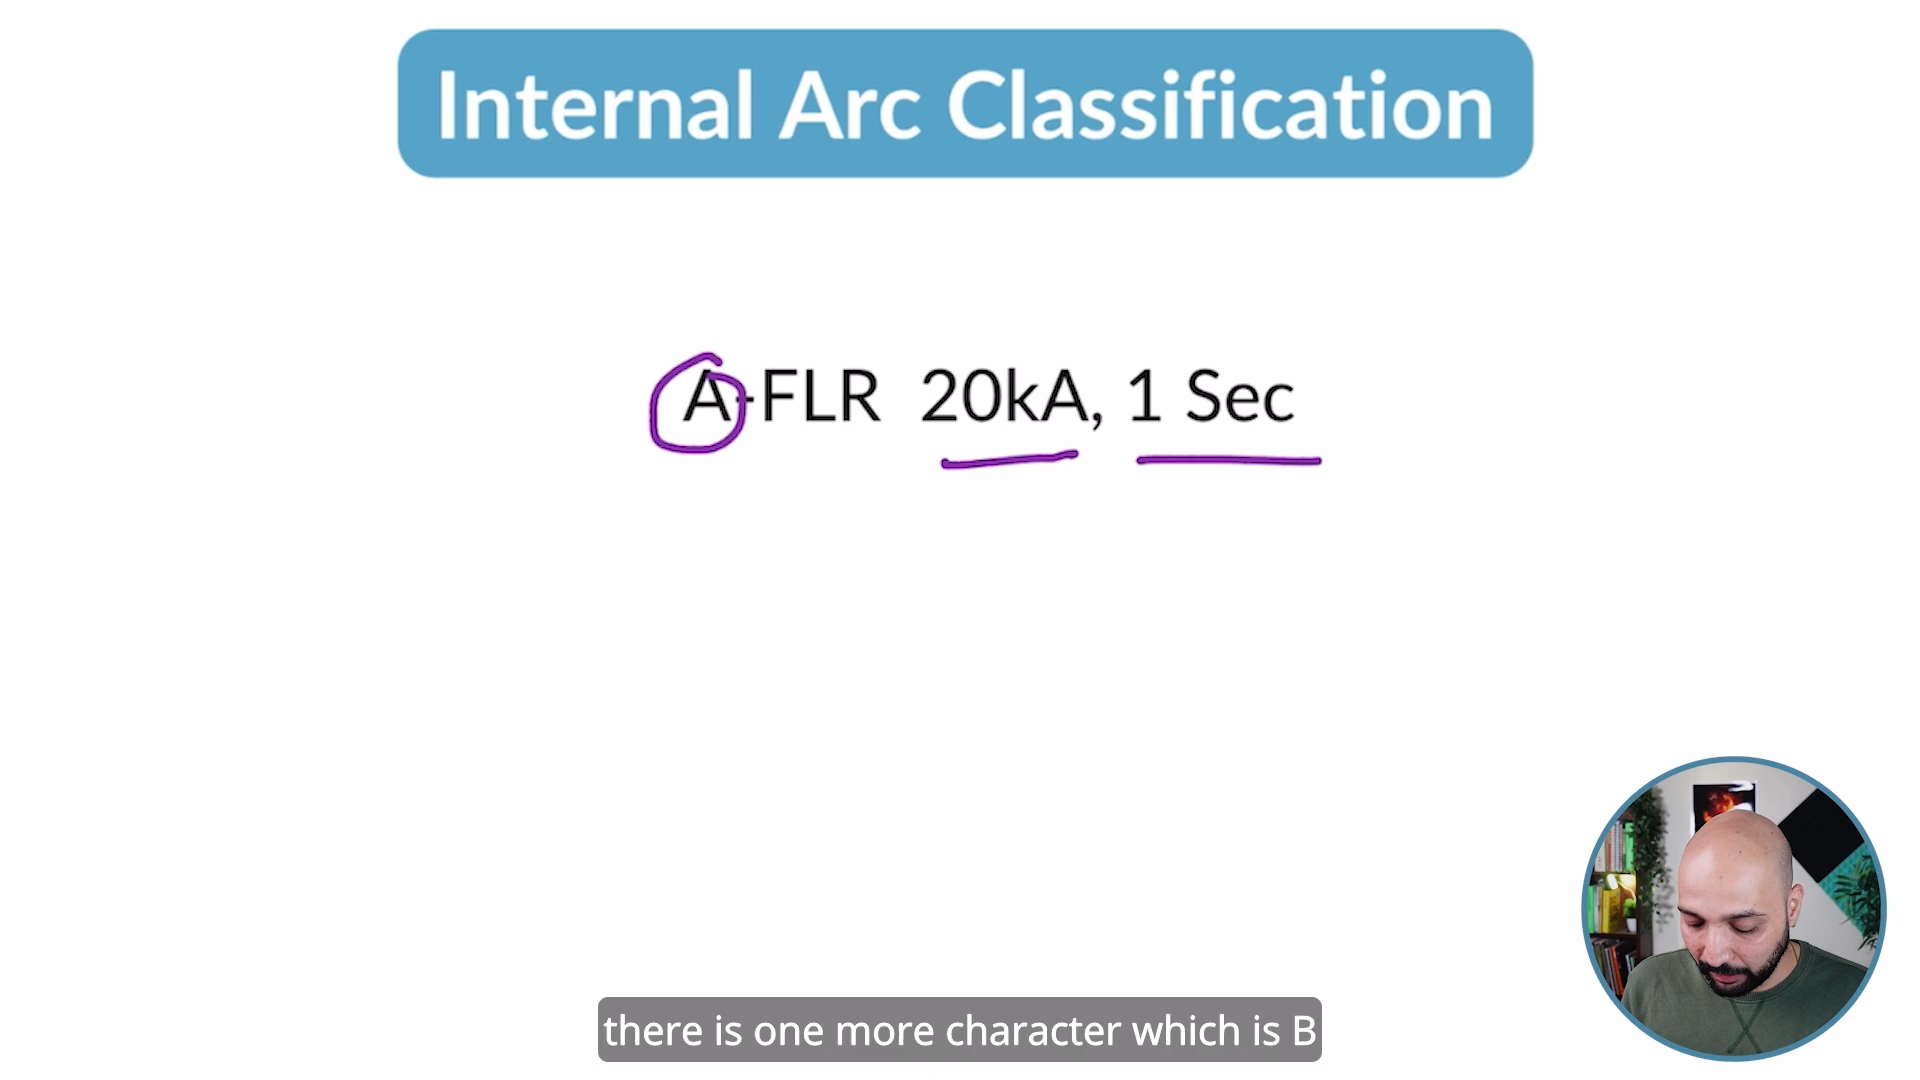 Internal Arc Classification
A-FLR 20kA, 1 Sec
there is one more character which is B